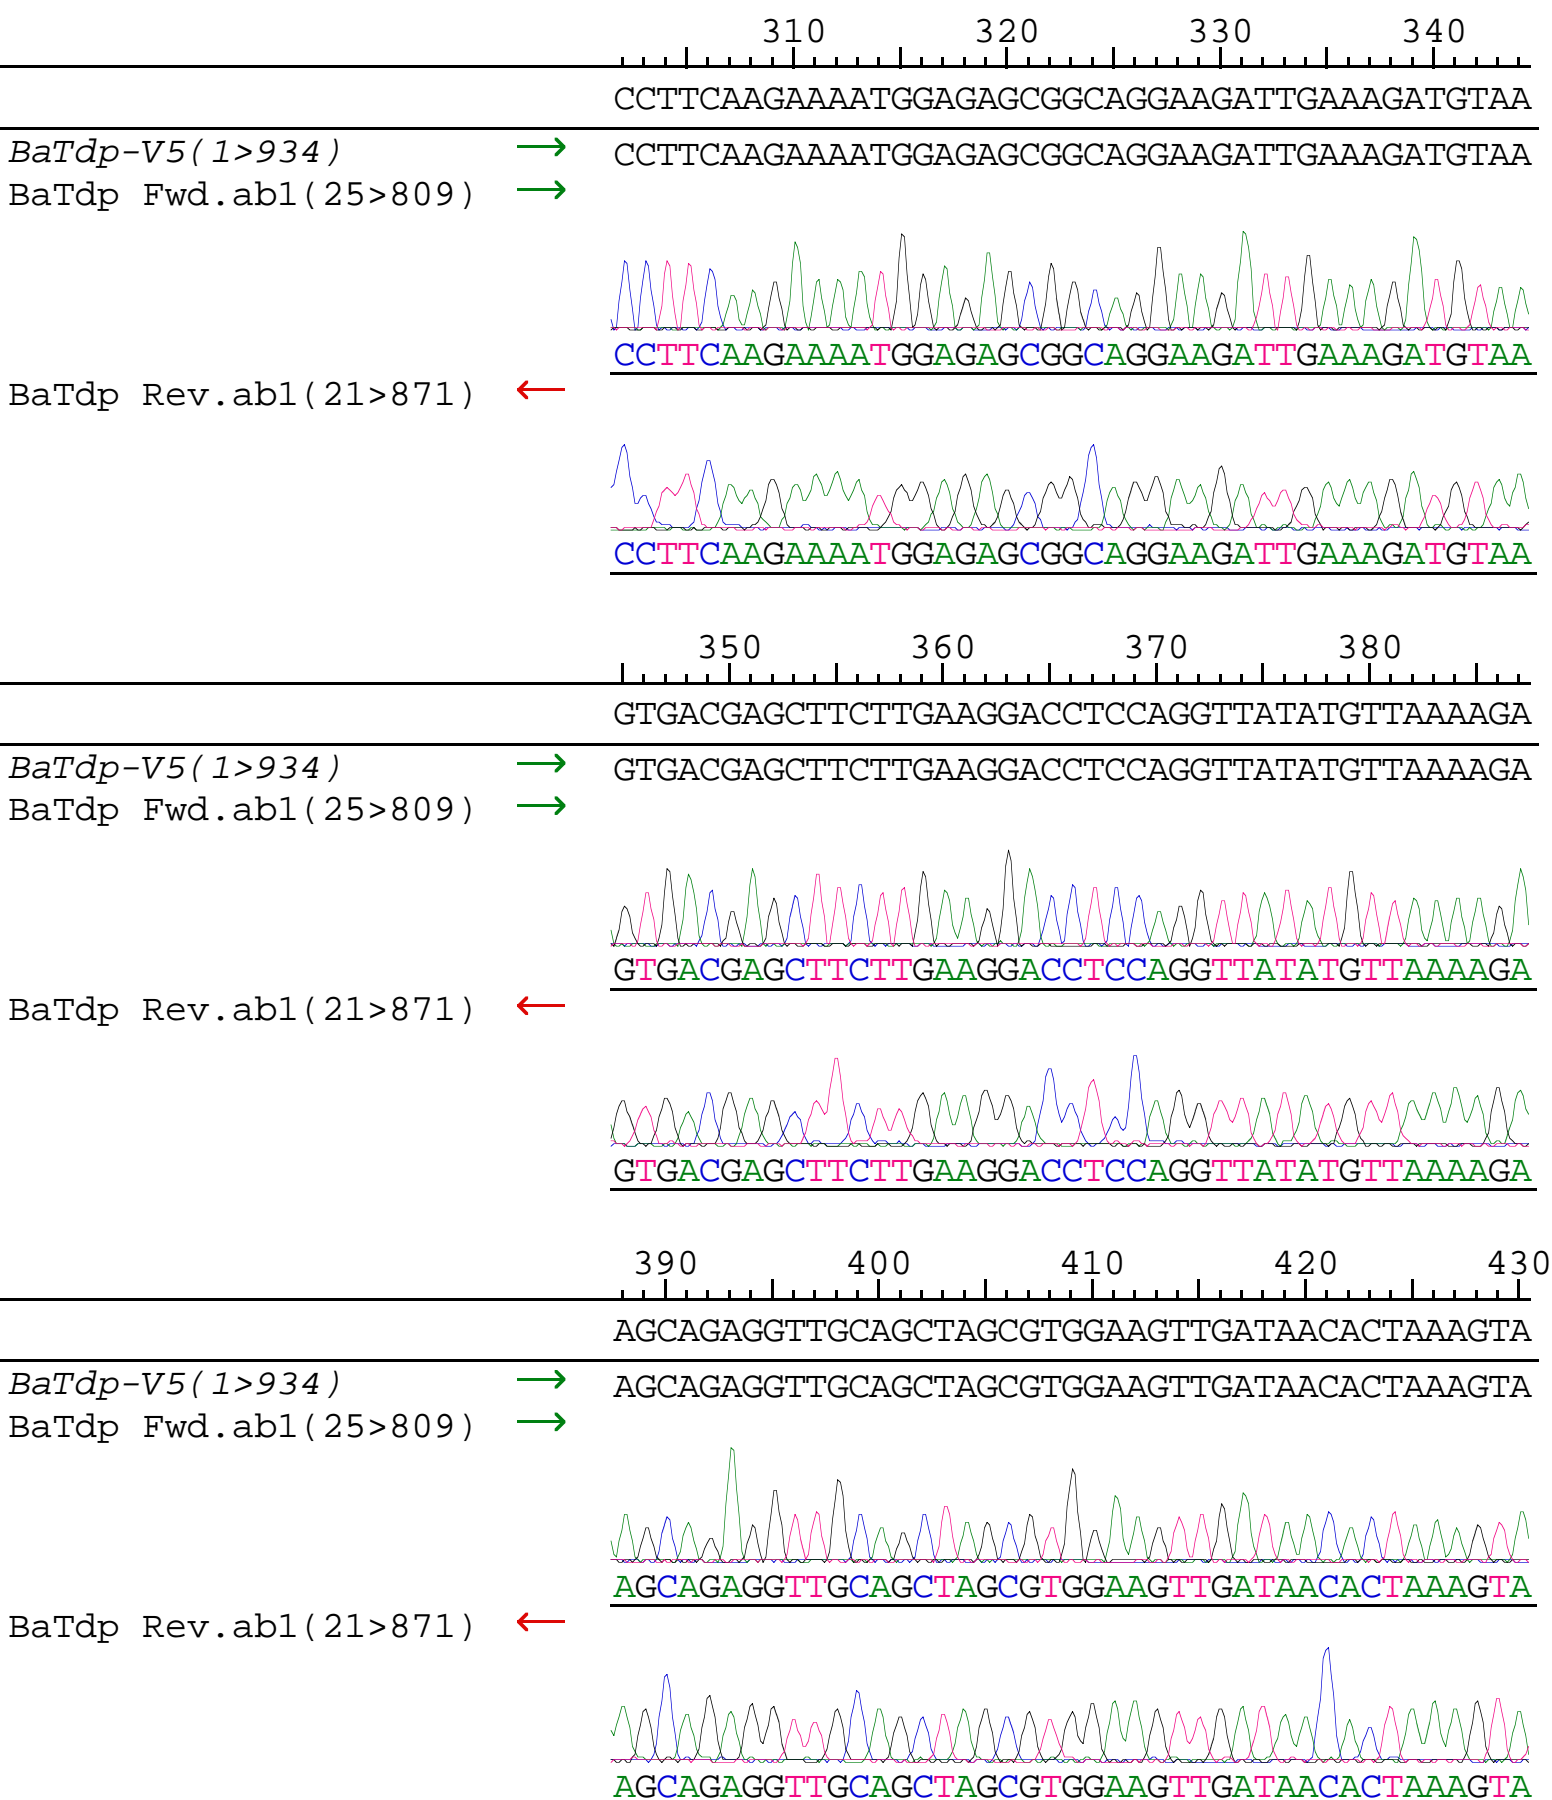 310 320 330 340
CCTTCAAGAAAATGGAGAGCGGCAGGAAGATTGAAAGATGTAA
BaTdp-V5(1>934) → CCTTCAAGAAAATGGAGAGCGGCAGGAAGATTGAAAGATGTAA
BaTdp Fwd.ab1(25>809) →
CCTTCAAGAAAATGGAGAGCGGCAGGAAGATTGAAAGATGTAA
BaTdp Rev.ab1(21>871) ←
CCTTCAAGAAAATGGAGAGCGGCAGGAAGATTGAAAGATGTAA
350 360 370 380
GTGACGAGCTTCTTGAAGGACCTCCAGGTTATATGTTAAAAGA
BaTdp-V5(1>934) → GTGACGAGCTTCTTGAAGGACCTCCAGGTTATATGTTAAAAGA
BaTdp Fwd.ab1(25>809) →
GTGACGAGCTTCTTGAAGGACCTCCAGGTTATATGTTAAAAGA
BaTdp Rev.ab1(21>871) ←
GTGACGAGCTTCTTGAAGGACCTCCAGGTTATATGTTAAAAGA
390 400 410 420 430
AGCAGAGGTTGCAGCTAGCGTGGAAGTTGATAACACTAAAGTA
BaTdp-V5(1>934) → AGCAGAGGTTGCAGCTAGCGTGGAAGTTGATAACACTAAAGTA
BaTdp Fwd.ab1(25>809) →
AGCAGAGGTTGCAGCTAGCGTGGAAGTTGATAACACTAAAGTA
BaTdp Rev.ab1(21>871) ←
AGCAGAGGTTGCAGCTAGCGTGGAAGTTGATAACACTAAAGTA